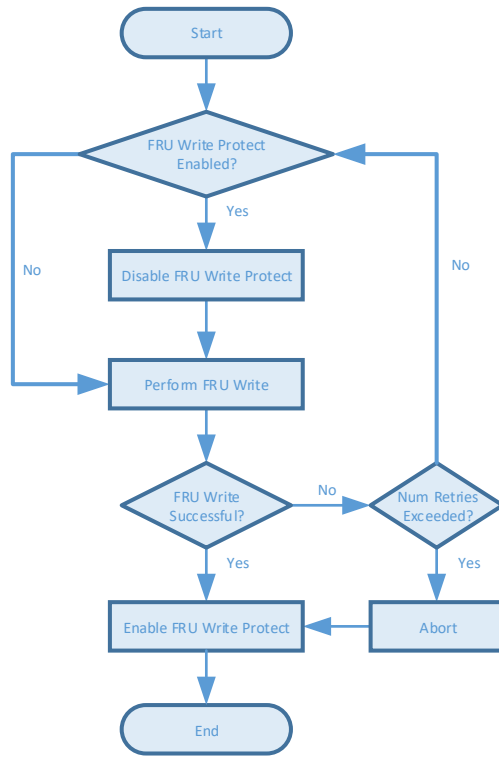 Start
FRU Write Protect
Enabled?
Yes
No
No
Disable FRU Write Protect
Perform FRU Write
FRU Write
Successful?
No
Num Retries
Exceeded?
Yes
Yes
Enable FRU Write Protect
Abort
End